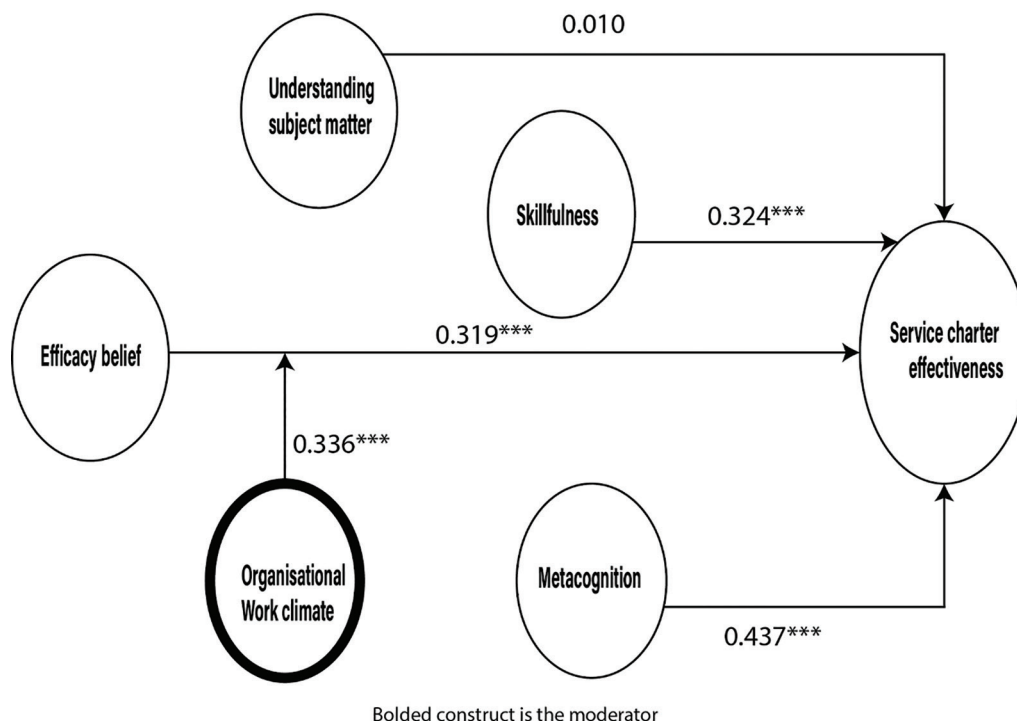 0.010
Understanding
subject matter
Skillfulness
0.324***
Efficacy belief
0.319***
Service charter
effectiveness
0.336***
Organisational
Work climate
Metacognition
0.437***
Bolded construct is the moderator